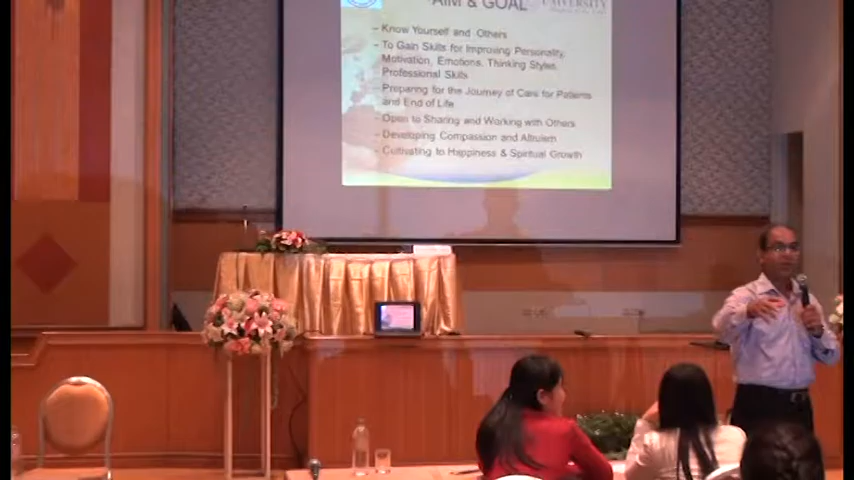 AIM & GOAL
UNIVERSITY
- Know Yourself and Others
- To GAIN Skills for Improving Personality,
Motivation, Emotions, Thinking Styles,
PROFESSIONAL Skills
- Preparing for the JOURNEY of Care for Patients
and End of Life
- Open to SHARING and WORKING with Others
- Developing COMPASSION and Altruism
- Cultivating to HAPPINESS & Spiritual Growth